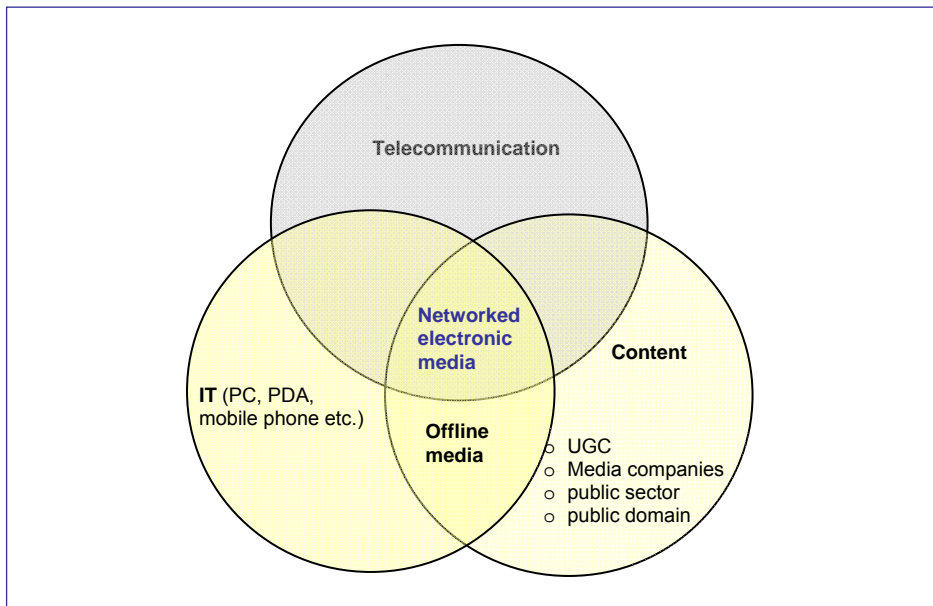 Telecommunication
Networked
electronic
media
Content
IT (PC, PDA,
mobile phone etc.)
Offline
media
o UGC
o Media companies
o public sector
o public domain